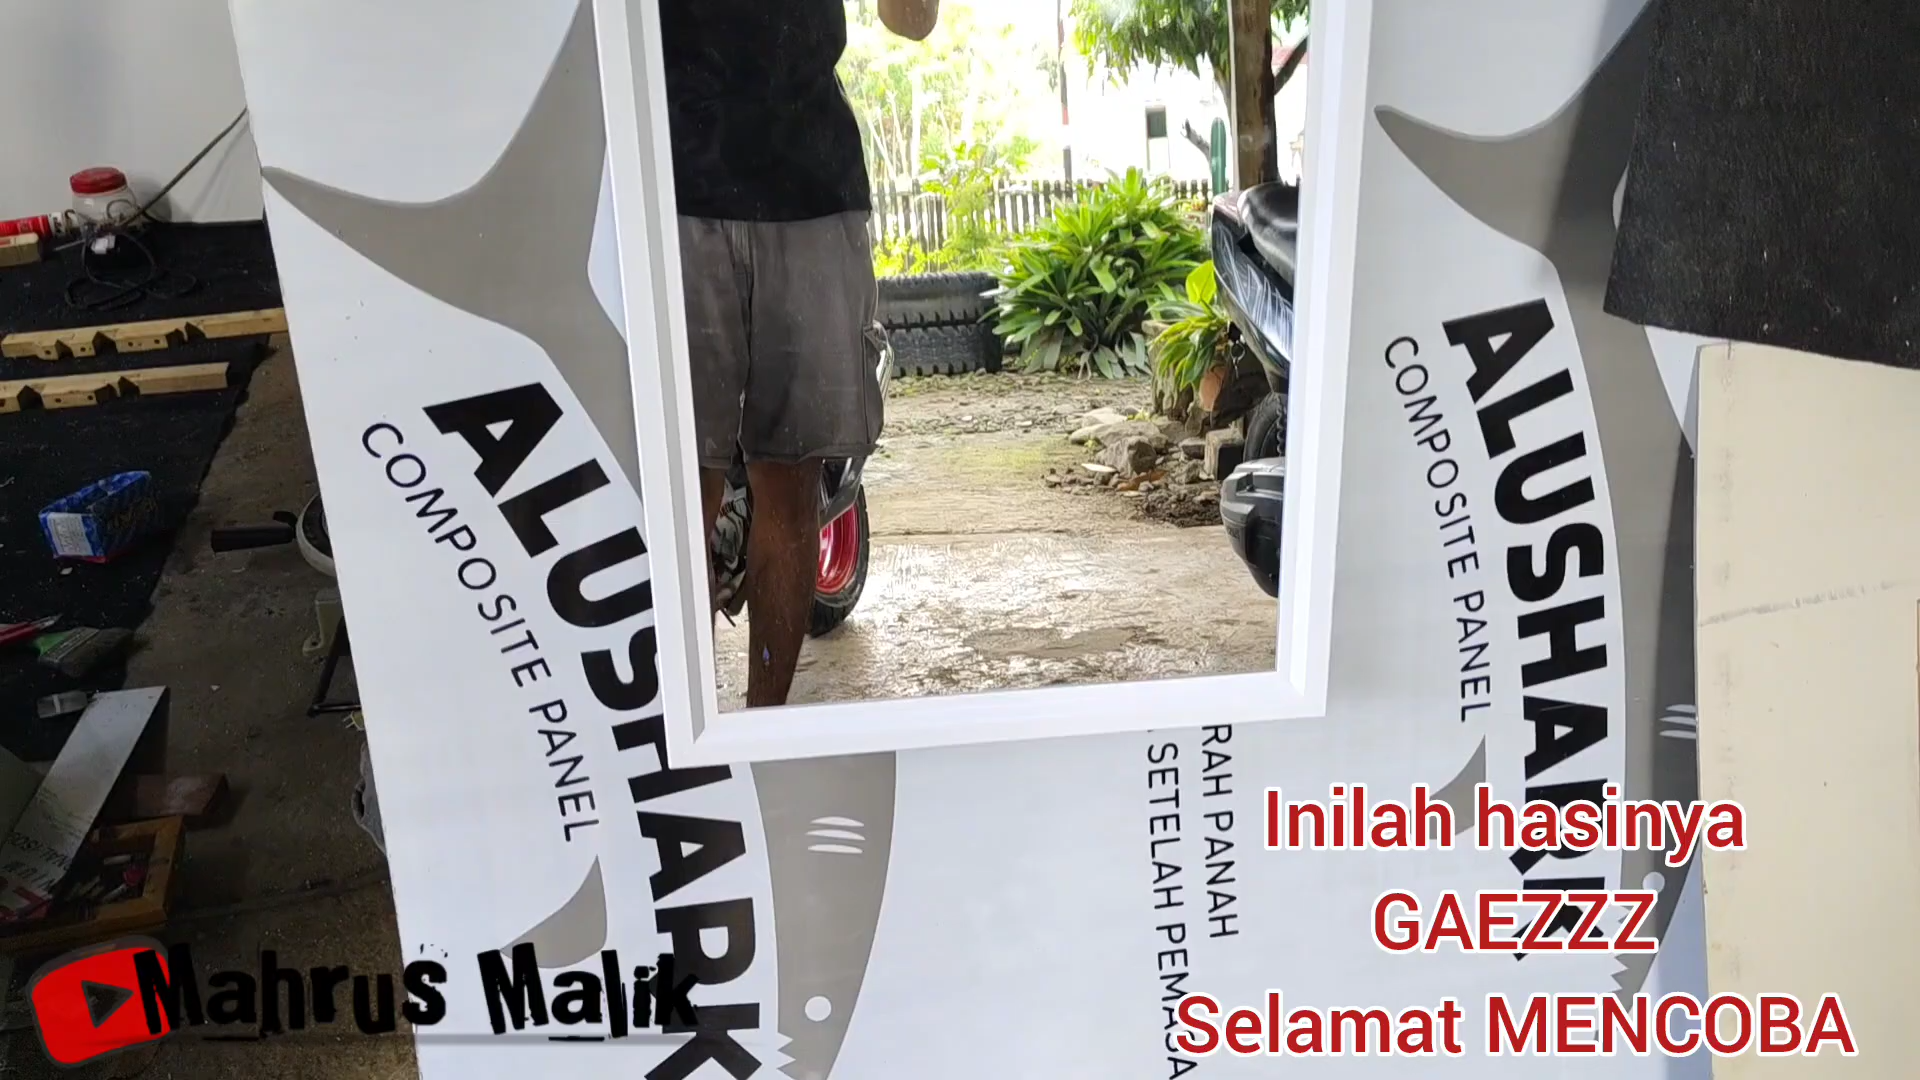 ALUSHARK
COMPOSITE PANEL
ALUSHARK
COMPOSITE PANEL
RAH PANAH
SETELAH PEMASA
Inilah hasinya
GAEZZZ
Selamat MENCOBA
Mahrus Malik